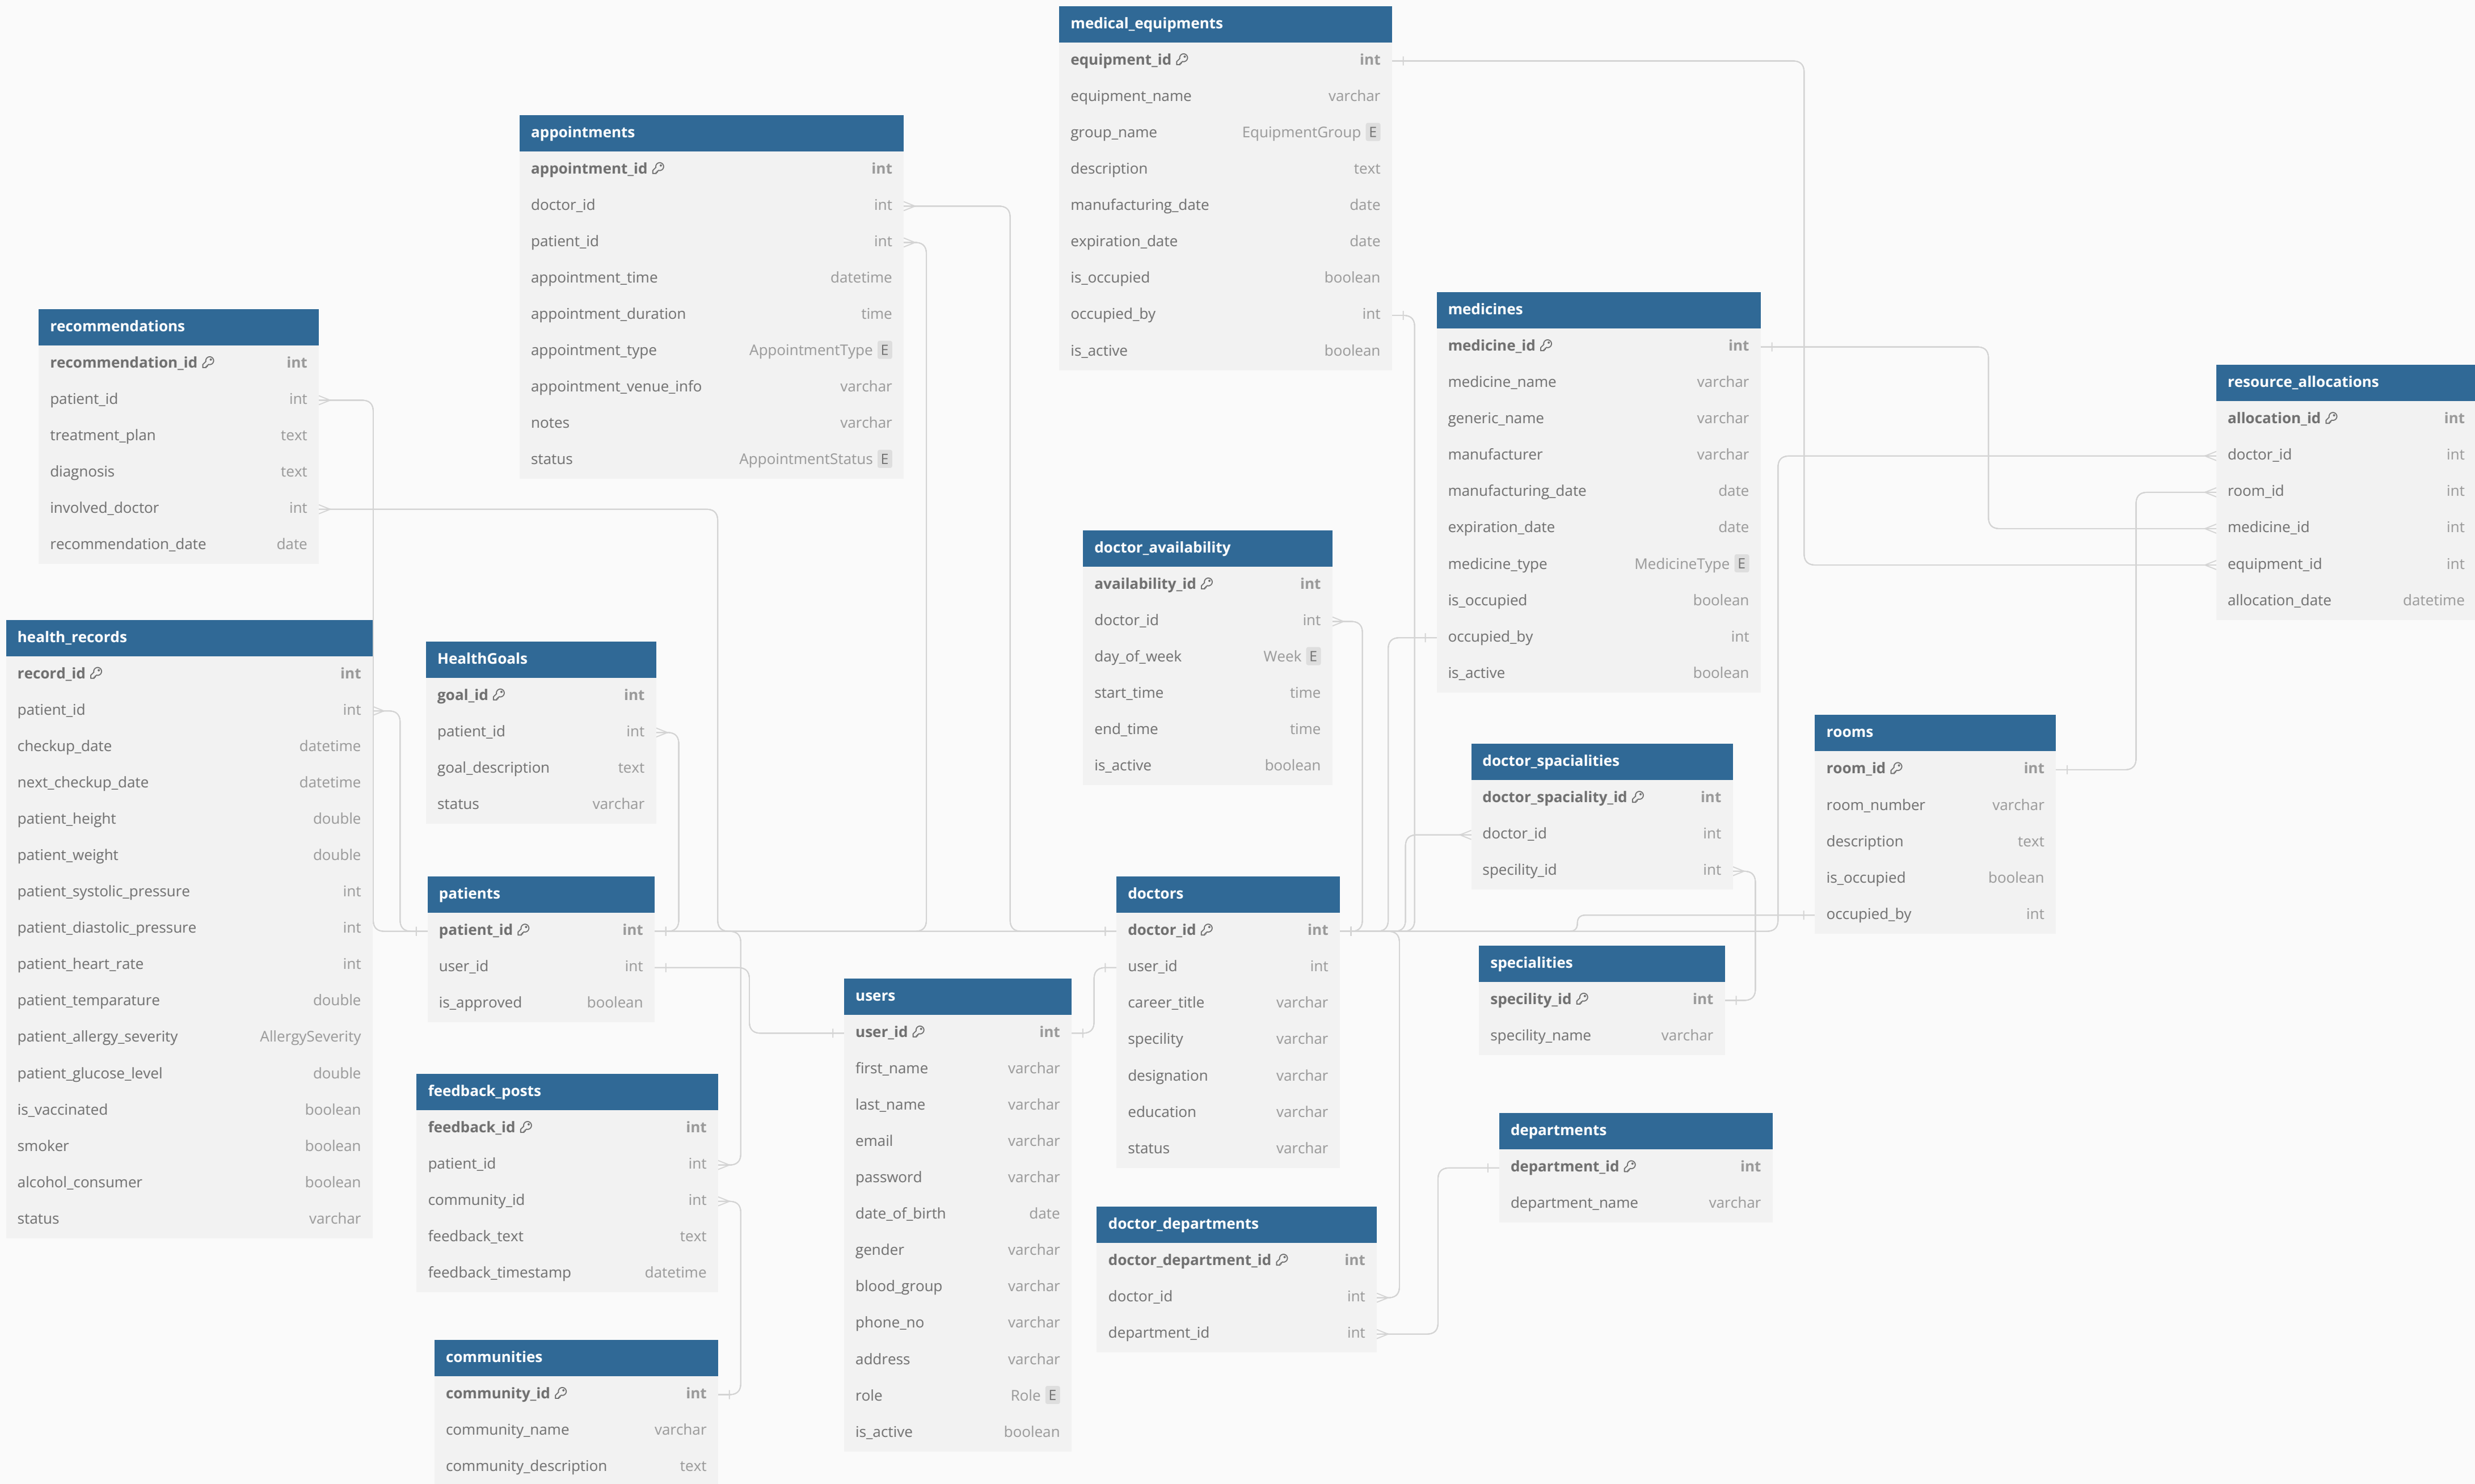 medical_equipments
equipment_id int
equipment_name varchar
group_name EquipmentGroup E
description text
manufacturing_date date
expiration_date date
is_occupied boolean
occupied_by int
is_active boolean
appointments
appointment_id int
doctor_id int
patient_id int
appointment_time datetime
appointment_duration time
appointment_type AppointmentType E
appointment_venue_info varchar
notes varchar
status AppointmentStatus E
medicines
medicine_id int
medicine_name varchar
generic_name varchar
manufacturer varchar
manufacturing_date date
expiration_date date
medicine_type MedicineType E
is_occupied boolean
occupied_by int
is_active boolean
recommendations
recommendation_id int
patient_id int
treatment_plan text
diagnosis text
involved_doctor int
recommendation_date date
resource_allocations
allocation_id int
doctor_id int
room_id int
medicine_id int
equipment_id int
allocation_date datetime
doctor_availability
availability_id int
doctor_id int
day_of_week Week E
start_time time
end_time time
is_active boolean
health_records
record_id int
patient_id int
checkup_date datetime
next_checkup_date datetime
patient_height double
patient_weight double
patient_systolic_pressure int
patient_diastolic_pressure int
patient_heart_rate int
patient_temparature double
patient_allergy_severity AllergySeverity
patient_glucose_level double
is_vaccinated boolean
smoker boolean
alcohol_consumer boolean
status varchar
HealthGoals
goal_id int
patient_id int
goal_description text
status varchar
rooms
room_id int
room_number varchar
description text
is_occupied boolean
occupied_by int
doctor_spacialities
doctor_spaciality_id int
doctor_id int
specility_id int
patients
patient_id int
user_id int
is_approved boolean
doctors
doctor_id int
user_id int
career_title varchar
specility varchar
designation varchar
education varchar
status varchar
specialities
specility_id int
specility_name varchar
users
user_id int
first_name varchar
last_name varchar
email varchar
password varchar
date_of_birth date
gender varchar
blood_group varchar
phone_no varchar
address varchar
role Role E
is_active boolean
feedback_posts
feedback_id int
patient_id int
community_id int
feedback_text text
feedback_timestamp datetime
departments
department_id int
department_name varchar
doctor_departments
doctor_department_id int
doctor_id int
department_id int
communities
community_id int
community_name varchar
community_description text